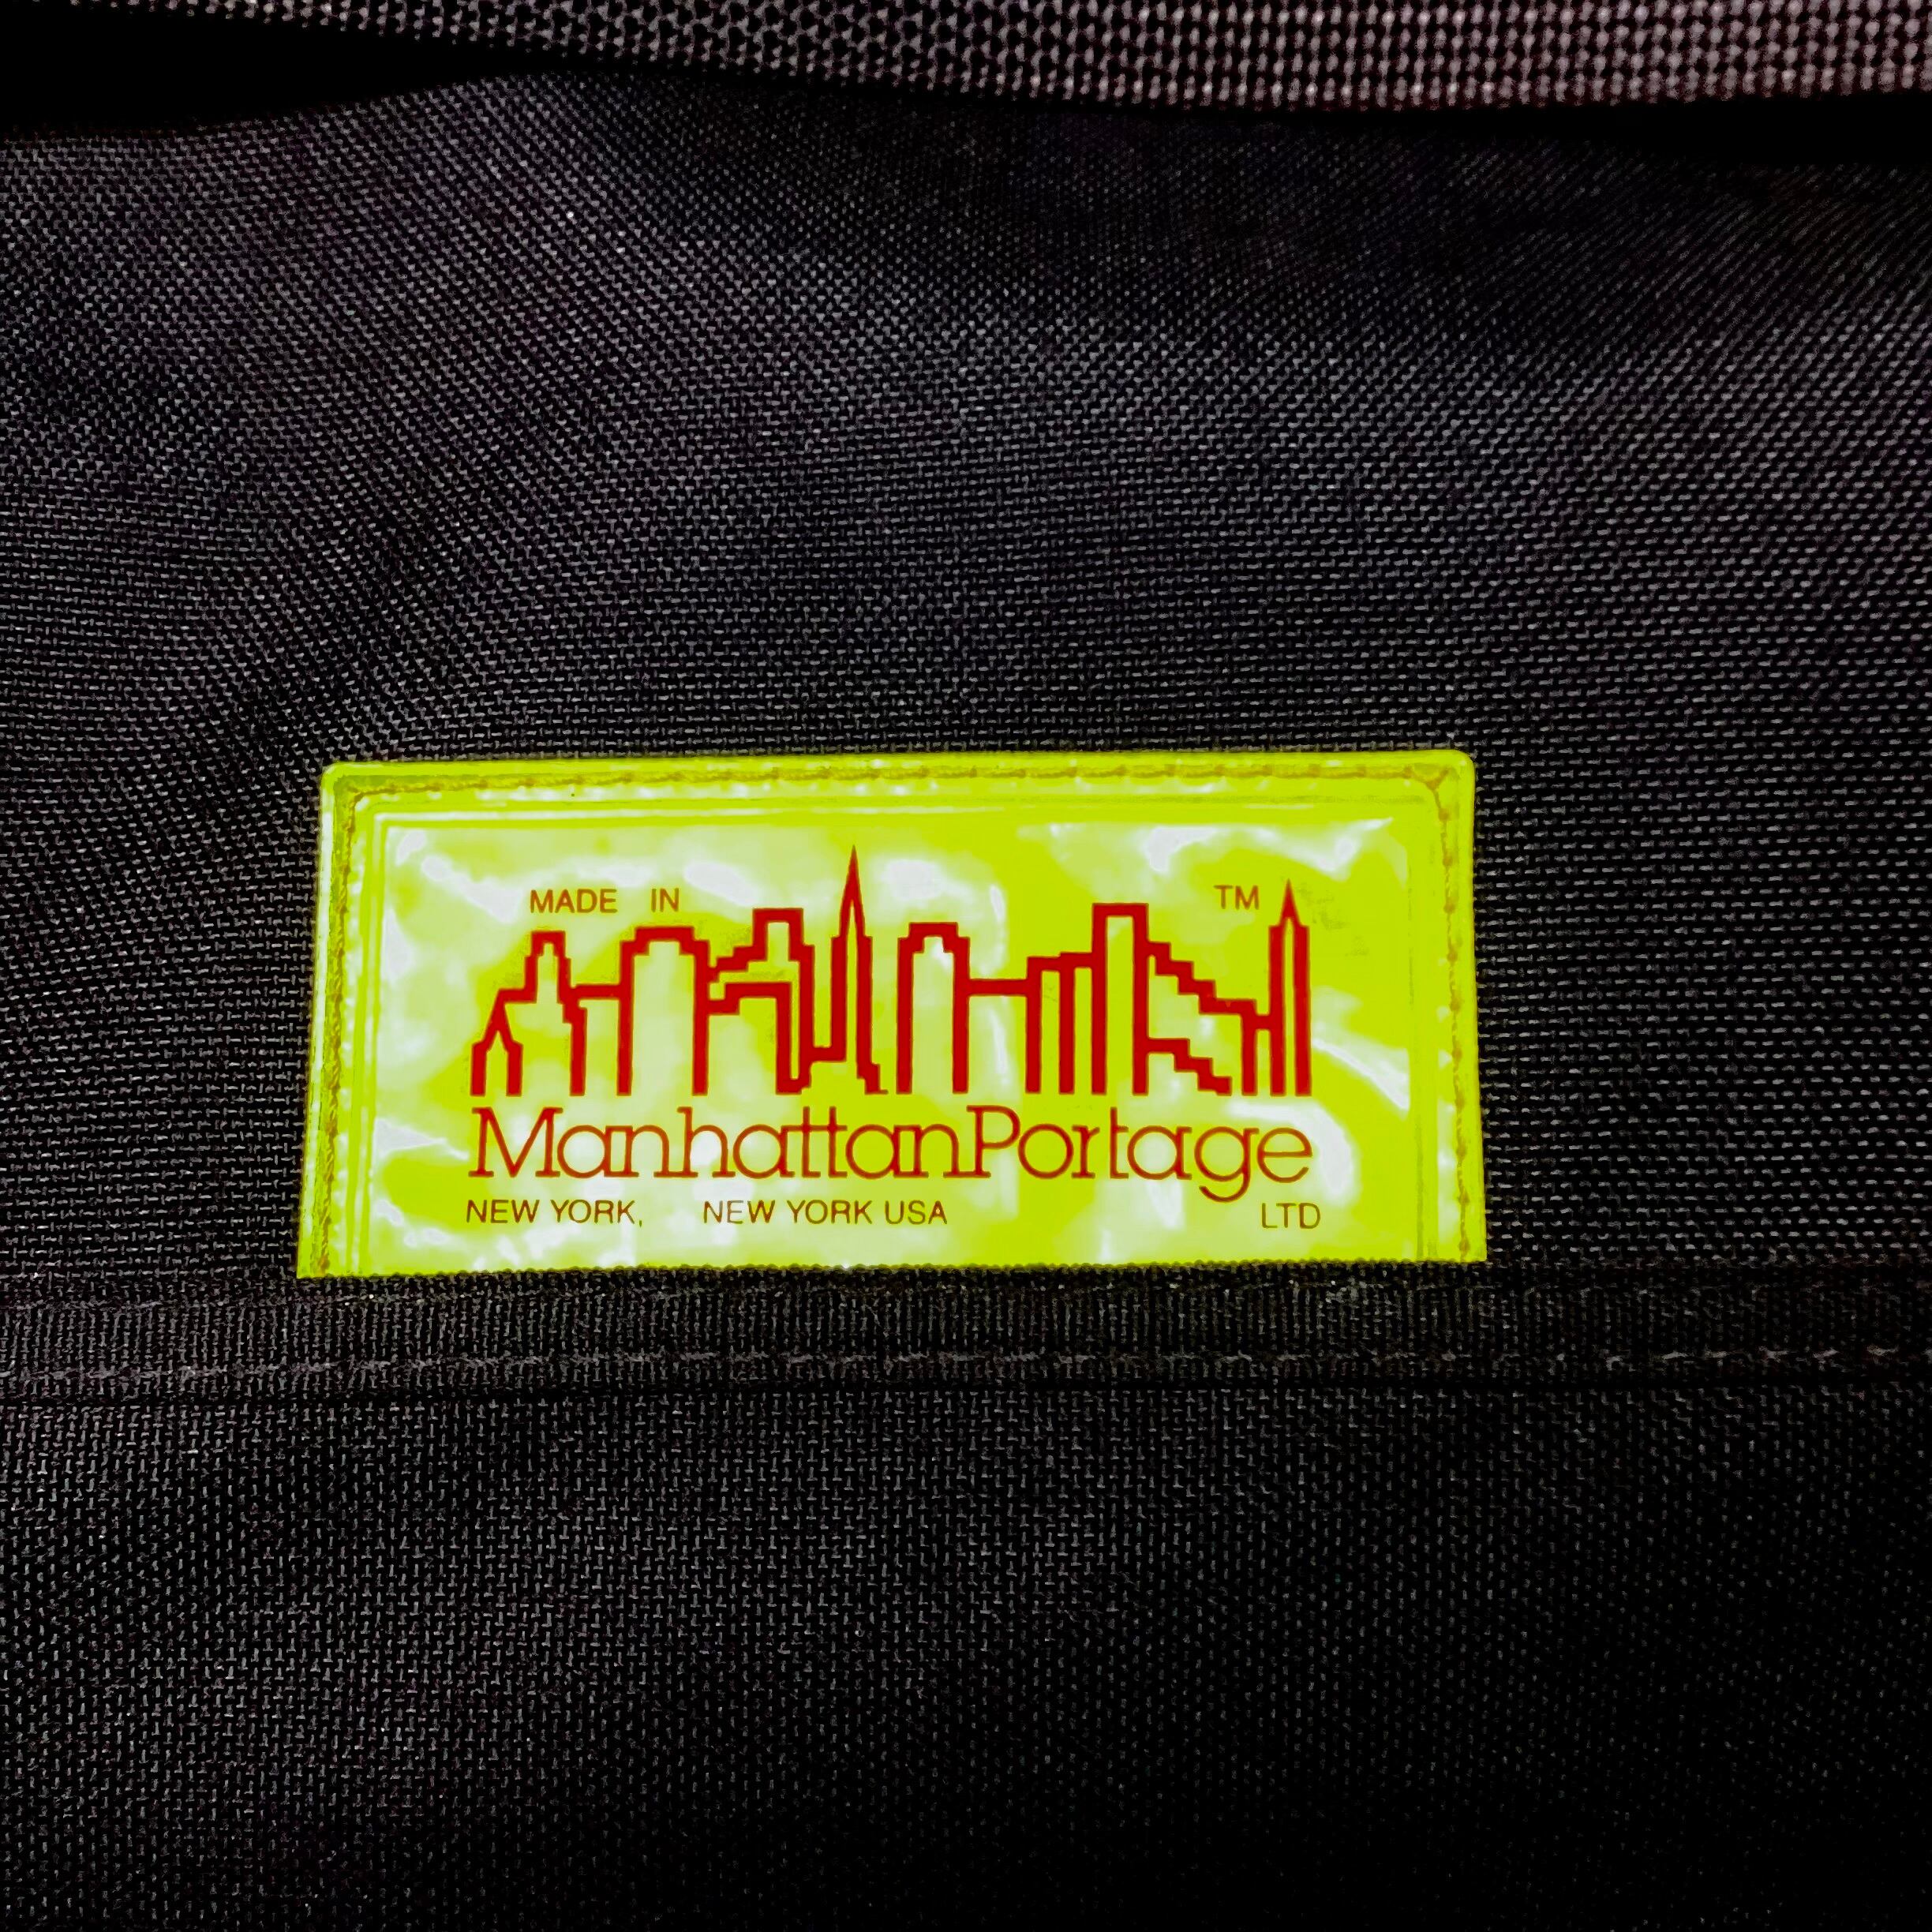 MADE IN TM
ManhattanPortage
NEW YORK, NEW YORK USA LTD